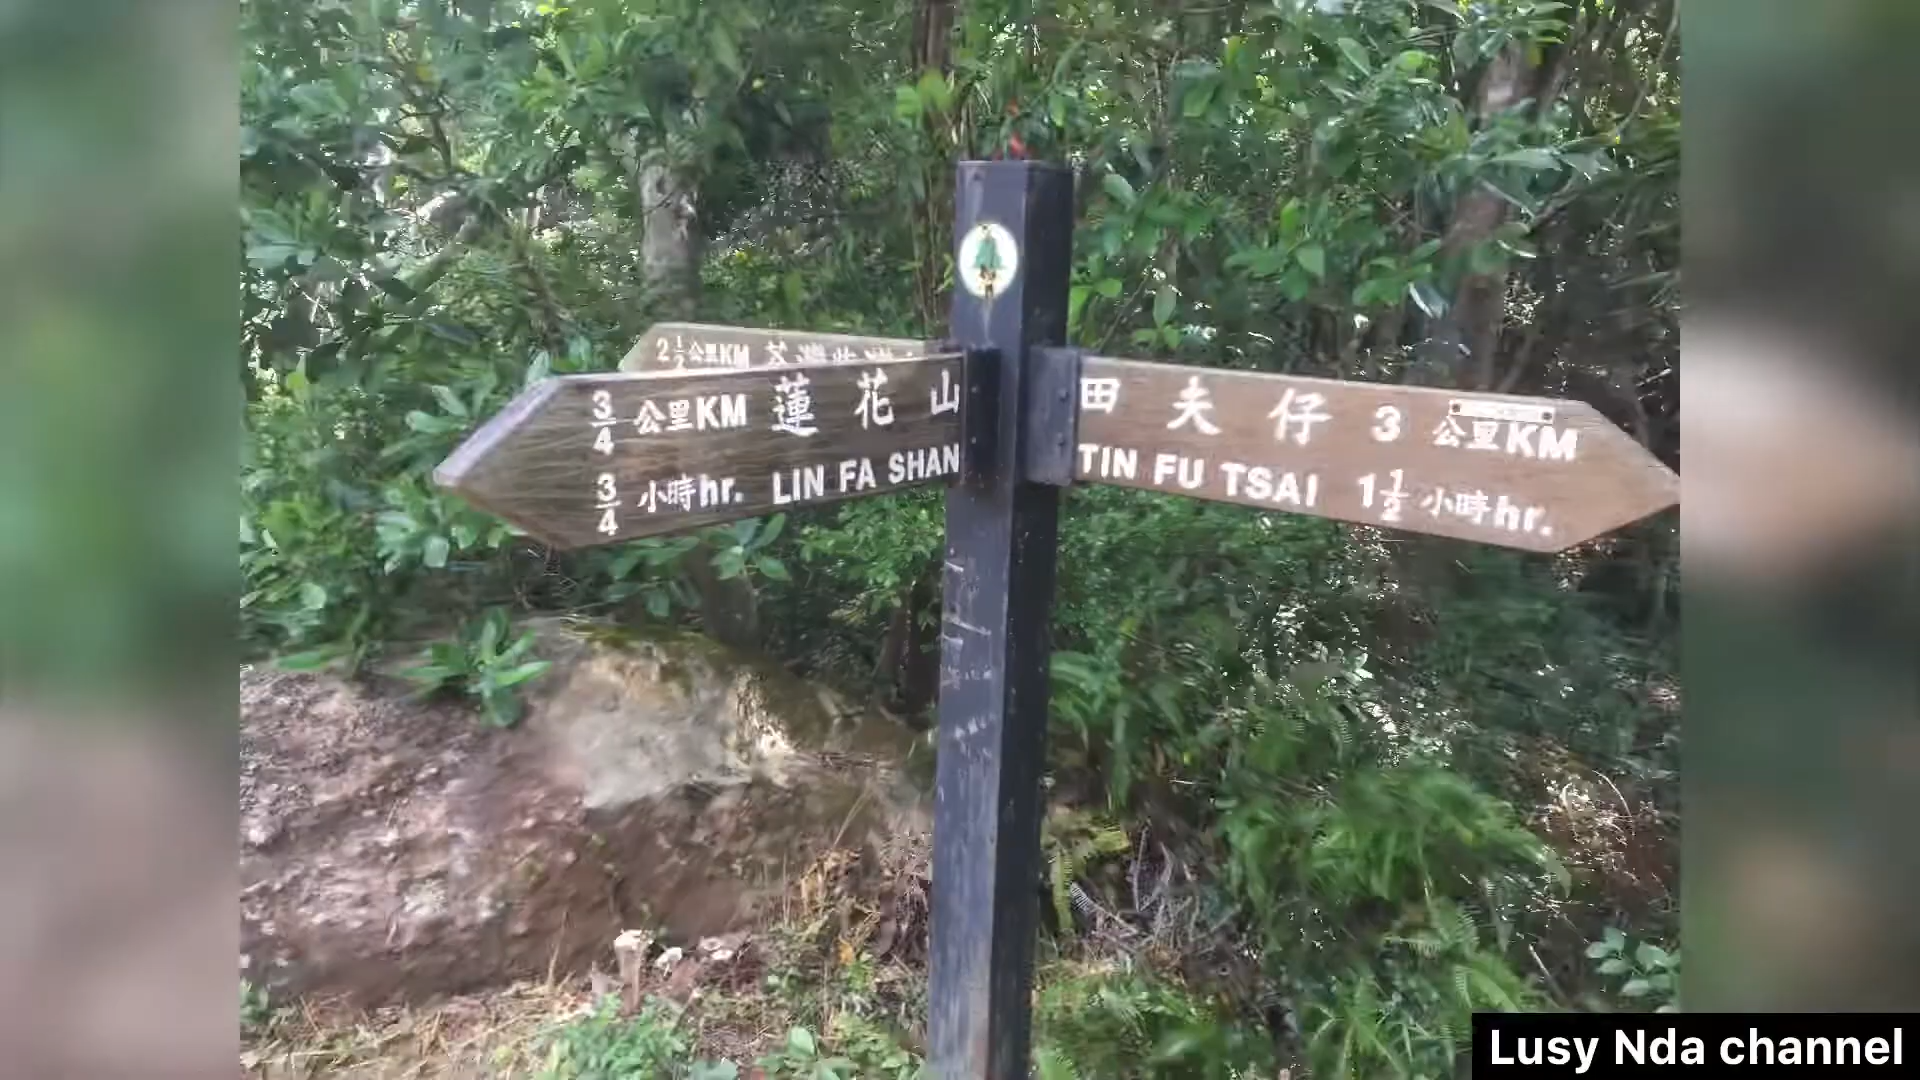 2 1/2 公里KM 荃灣
3/4 公里KM 蓮花山
3/4 小時hr. LIN FA SHAN
田夫仔 3 公里KM
TIN FU TSAI 1 1/2 小時hr.
Lusy Nda channel